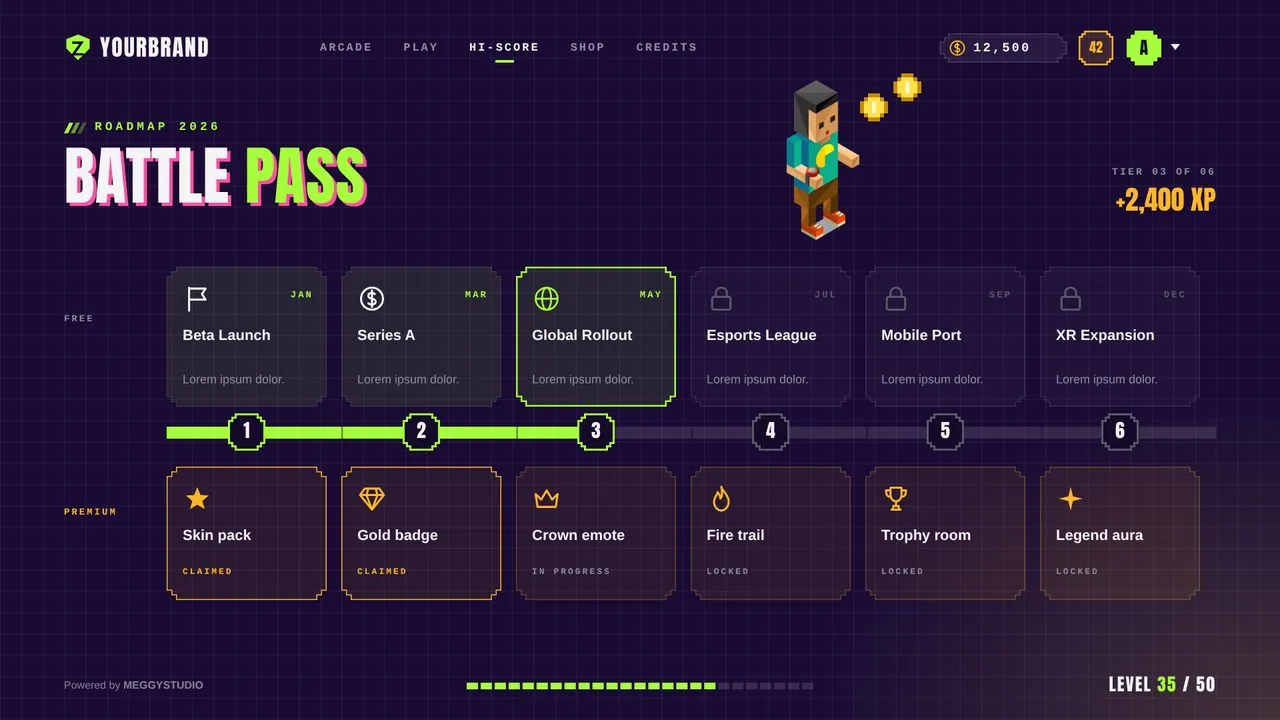 YOURBRAND
ARCADE PLAY HI-SCORE SHOP CREDITS
12,500
42
A
ROADMAP 2026
BATTLE PASS
TIER 03 OF 06
+2,400 XP
FREE
JAN
Beta Launch
Lorem ipsum dolor.
MAR
Series A
Lorem ipsum dolor.
MAY
Global Rollout
Lorem ipsum dolor.
JUL
Esports League
Lorem ipsum dolor.
SEP
Mobile Port
Lorem ipsum dolor.
DEC
XR Expansion
Lorem ipsum dolor.
1 2 3 4 5 6
PREMIUM
Skin pack
CLAIMED
Gold badge
CLAIMED
Crown emote
IN PROGRESS
Fire trail
LOCKED
Trophy room
LOCKED
Legend aura
LOCKED
Powered by MEGGYSTUDIO
LEVEL 35 / 50